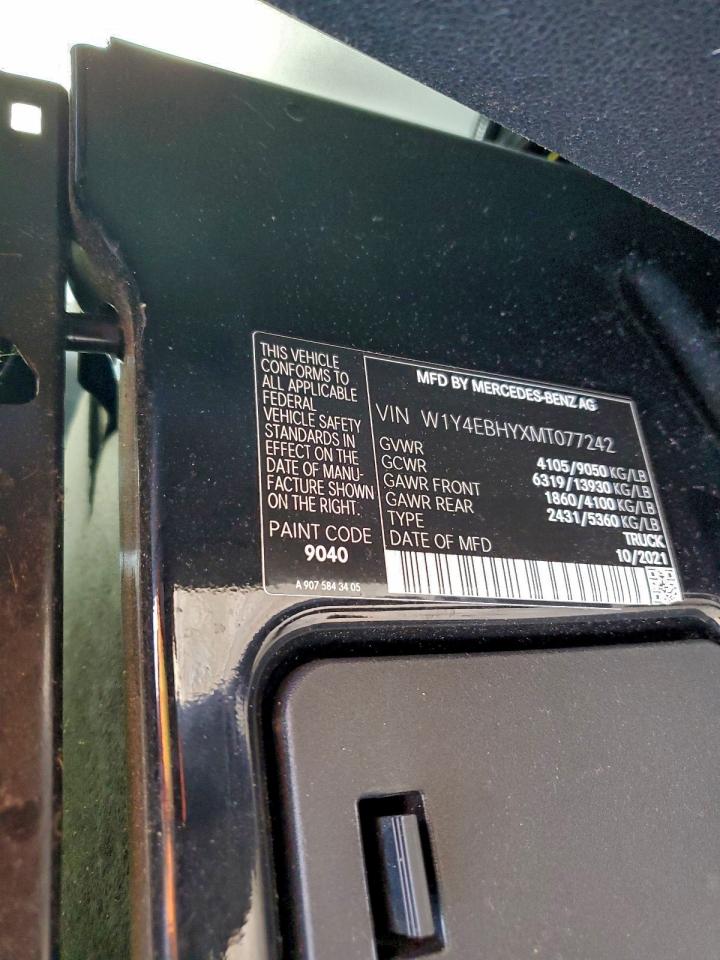 THIS VEHICLE
CONFORMS TO
ALL APPLICABLE
FEDERAL
VEHICLE SAFETY
STANDARDS IN
EFFECT ON THE
DATE OF MANU-
FACTURE SHOWN
ON THE RIGHT.
PAINT CODE
9040
A 907 584 34 05
MFD BY MERCEDES-BENZ AG
VIN W1Y4EBHYXMT077242
GVWR 4105/9050 KG/LB
GCWR 6319/13930 KG/LB
GAWR FRONT 1860/4100 KG/LB
GAWR REAR 2431/5360 KG/LB
TYPE TRUCK
DATE OF MFD 10/2021